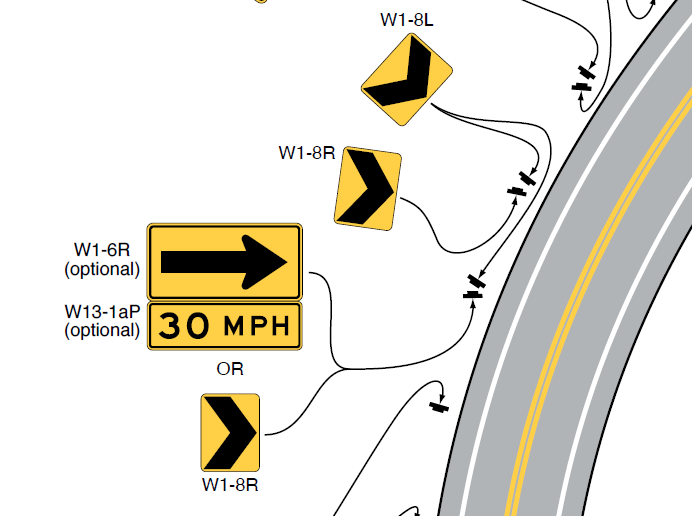 W1-8L
W1-8R
W1-6R
(optional)
W13-1aP
(optional)
30 MPH
OR
W1-8R